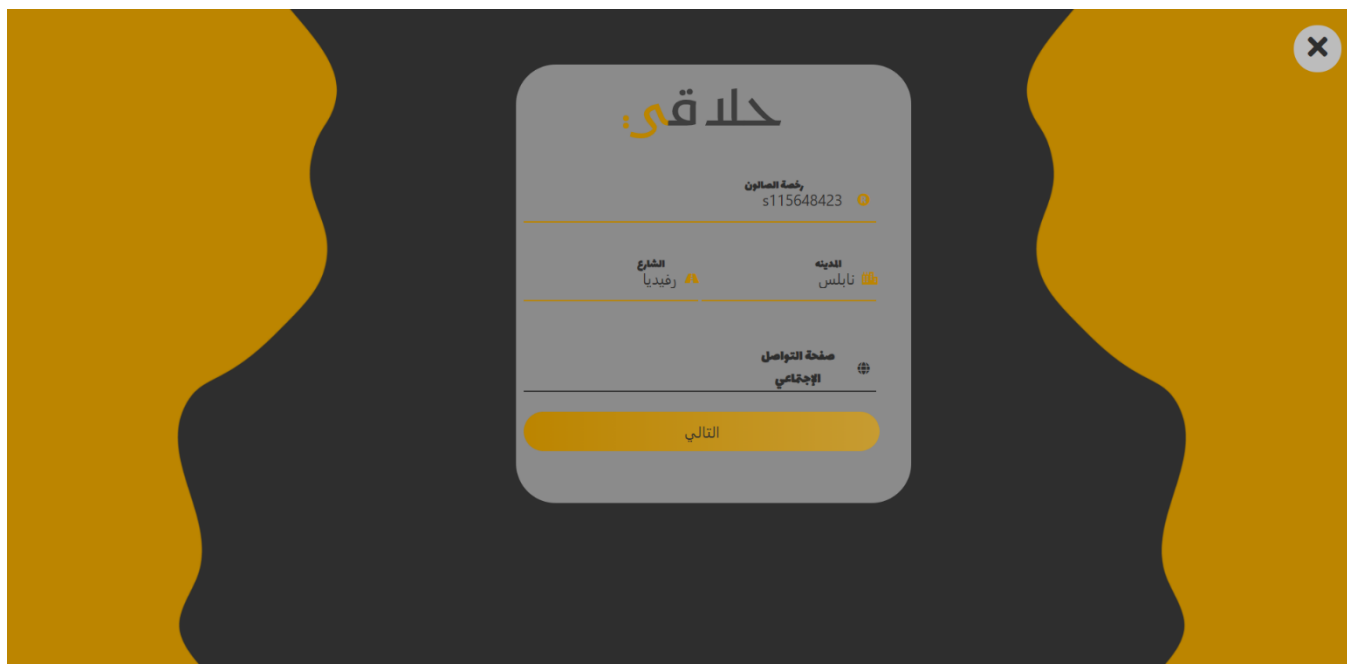 حلاقي
رخصة الصالون
s115648423
المدينه
نابلس
الشارع
رفيديا
صفحة التواصل
الإجتماعي
التالي